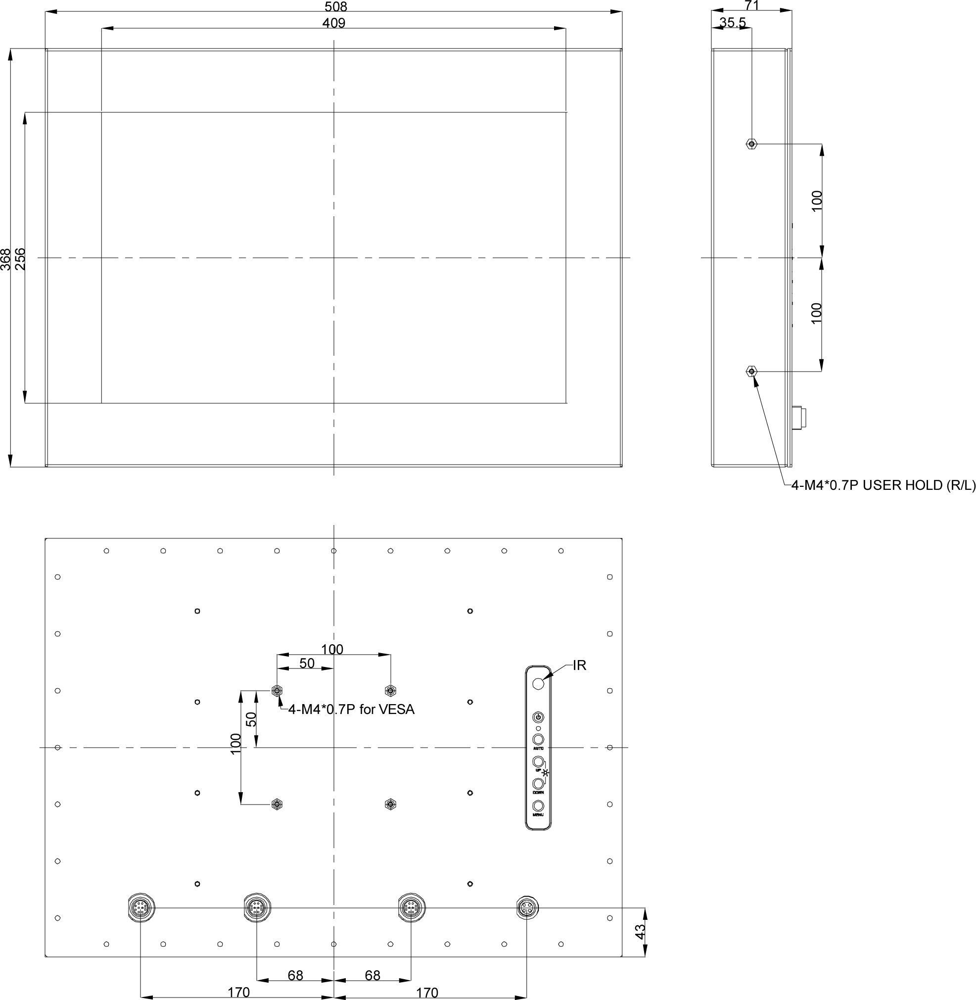 508
409
71
35.5
368
256
100
100
4-M4*0.7P USER HOLD (R/L)
100
50
IR
4-M4*0.7P for VESA
50
100
AUTO
UP
DOWN
MENU
43
68
68
170
170